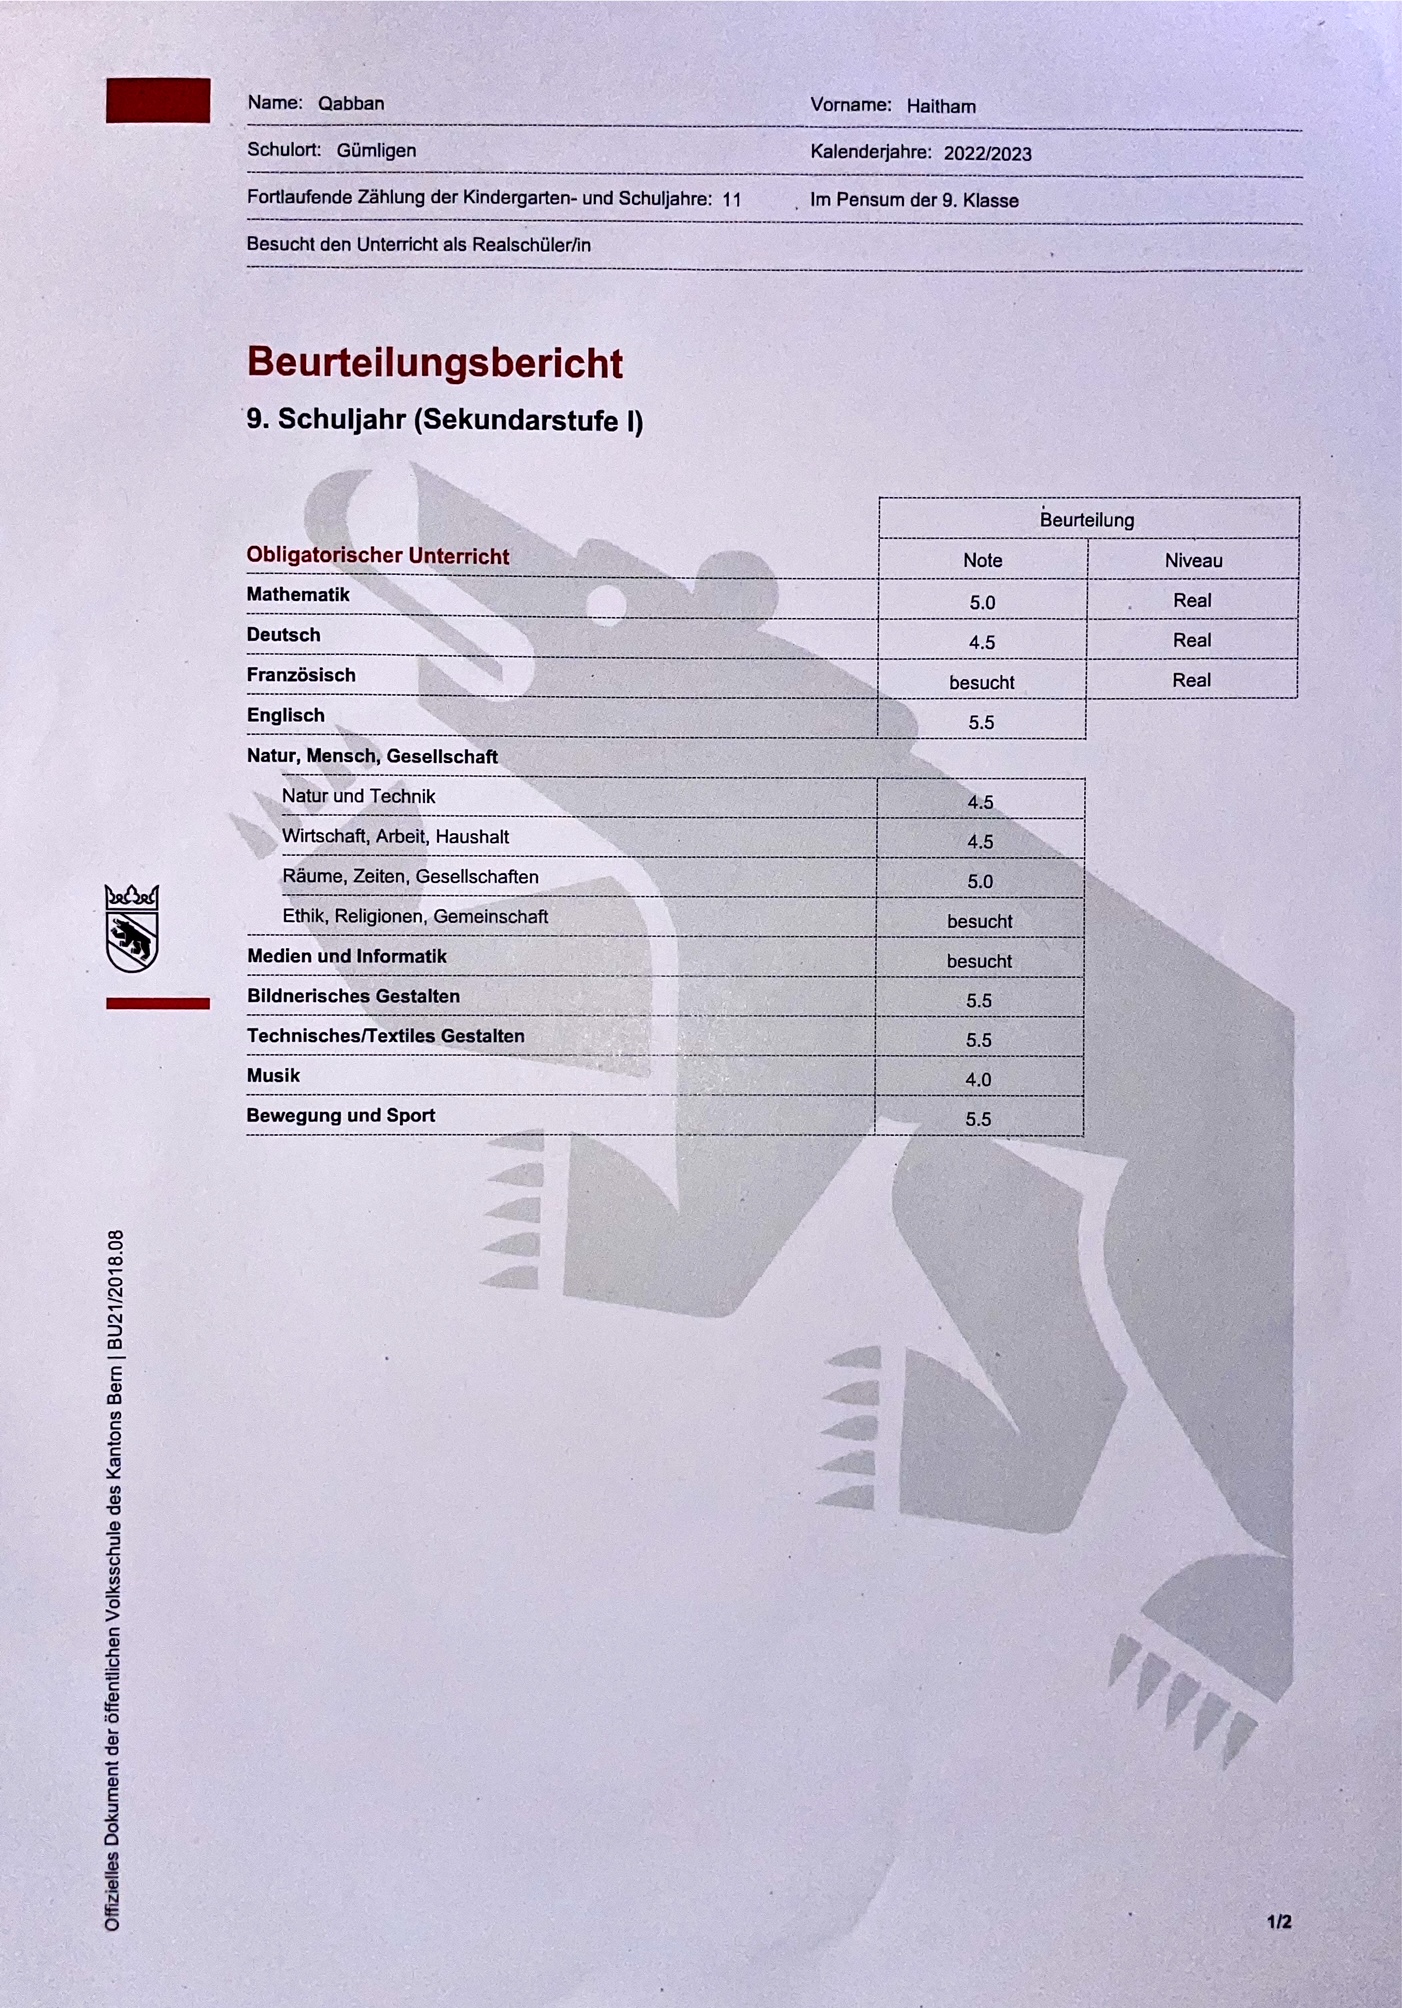 Name: Qabban Vorname: Haitham
Schulort: Gümligen Kalenderjahre: 2022/2023
Fortlaufende Zählung der Kindergarten- und Schuljahre: 11 Im Pensum der 9. Klasse
Besucht den Unterricht als Realschüler/in
Beurteilungsbericht
9. Schuljahr (Sekundarstufe I)
Beurteilung
Obligatorischer Unterricht Note Niveau
Mathematik 5.0 Real
Deutsch 4.5 Real
Französisch besucht Real
Englisch 5.5
Natur, Mensch, Gesellschaft
Natur und Technik 4.5
Wirtschaft, Arbeit, Haushalt 4.5
Räume, Zeiten, Gesellschaften 5.0
Ethik, Religionen, Gemeinschaft besucht
Medien und Informatik besucht
Bildnerisches Gestalten 5.5
Technisches/Textiles Gestalten 5.5
Musik 4.0
Bewegung und Sport 5.5
Offizielles Dokument der öffentlichen Volksschule des Kantons Bern | BU21/2018.08
1/2